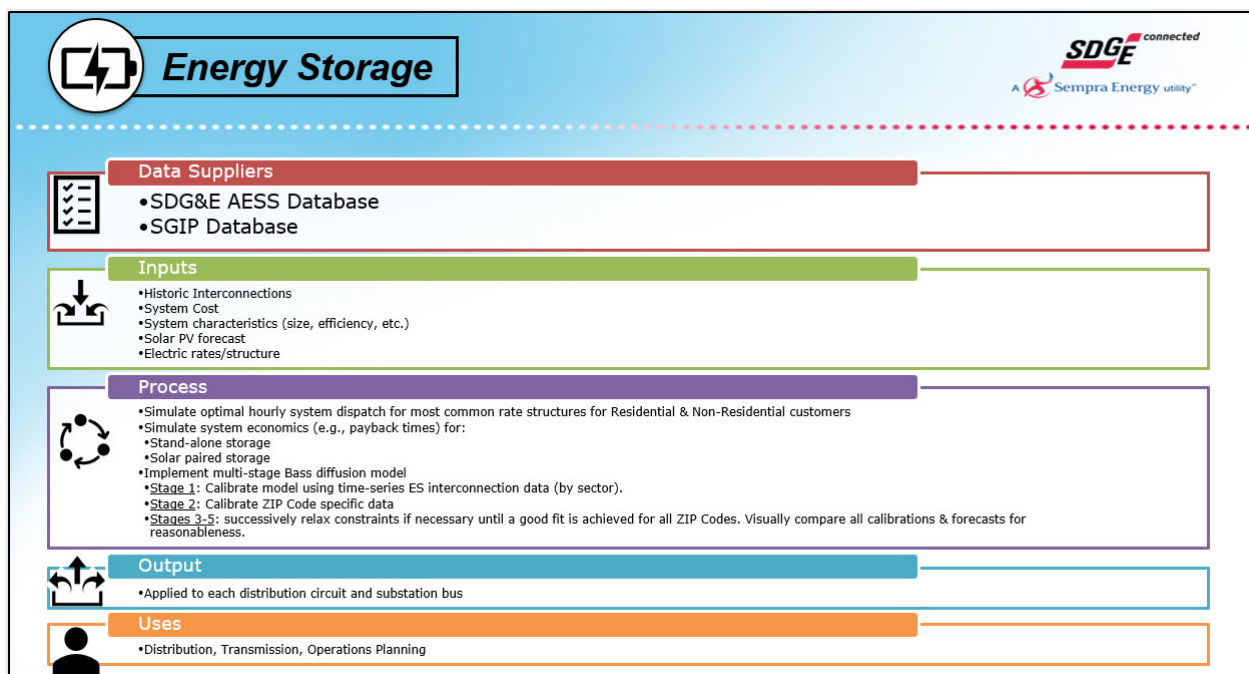 Energy Storage
SDGE connected
A Sempra Energy utility™
Data Suppliers
•SDG&E AESS Database
•SGIP Database
Inputs
•Historic Interconnections
•System Cost
•System characteristics (size, efficiency, etc.)
•Solar PV forecast
•Electric rates/structure
Process
•Simulate optimal hourly system dispatch for most common rate structures for Residential & Non-Residential customers
•Simulate system economics (e.g., payback times) for:
•Stand-alone storage
•Solar paired storage
•Implement multi-stage Bass diffusion model
•Stage 1: Calibrate model using time-series ES interconnection data (by sector).
•Stage 2: Calibrate ZIP Code specific data
•Stages 3-5: successively relax constraints if necessary until a good fit is achieved for all ZIP Codes. Visually compare all calibrations & forecasts for
reasonableness.
Output
•Applied to each distribution circuit and substation bus
Uses
•Distribution, Transmission, Operations Planning